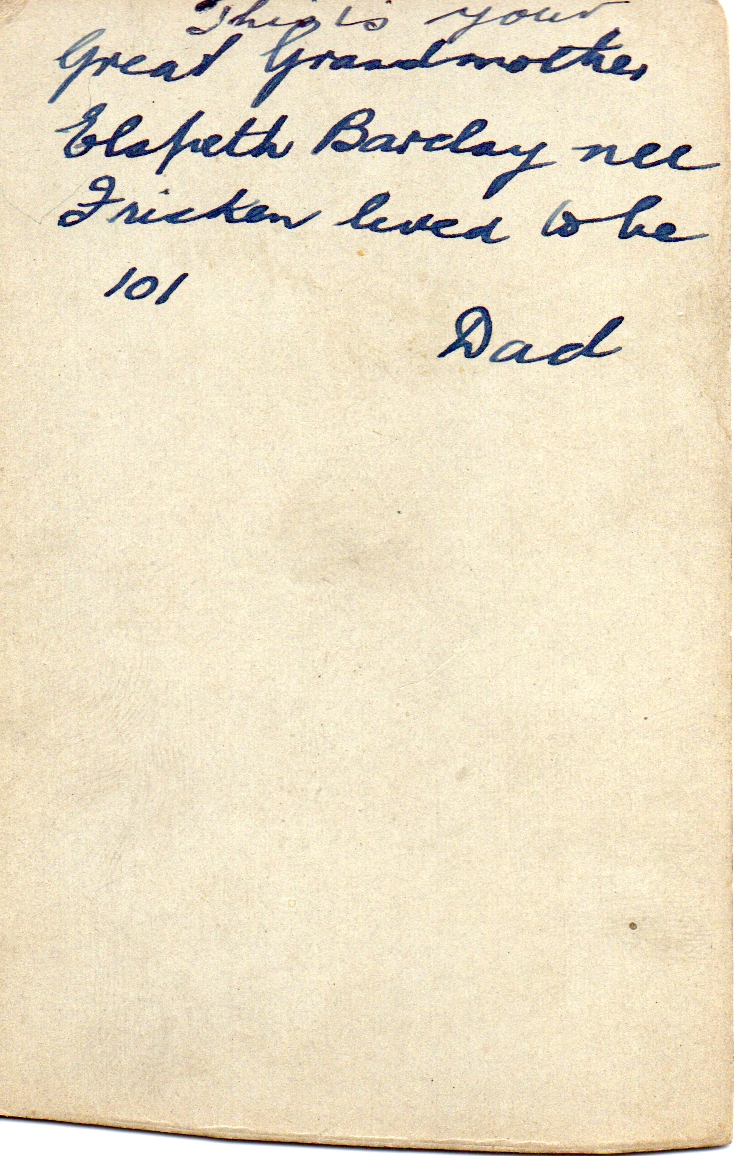 This is your
Great Grandmother
Elspeth Barclay nee
Fricken lived to be
101
Dad